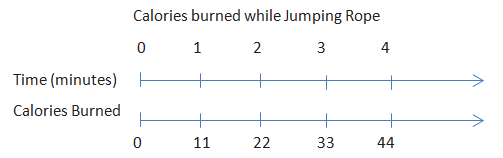 Calories burned while Jumping Rope
0 1 2 3 4
Time (minutes)
Calories Burned
0 11 22 33 44